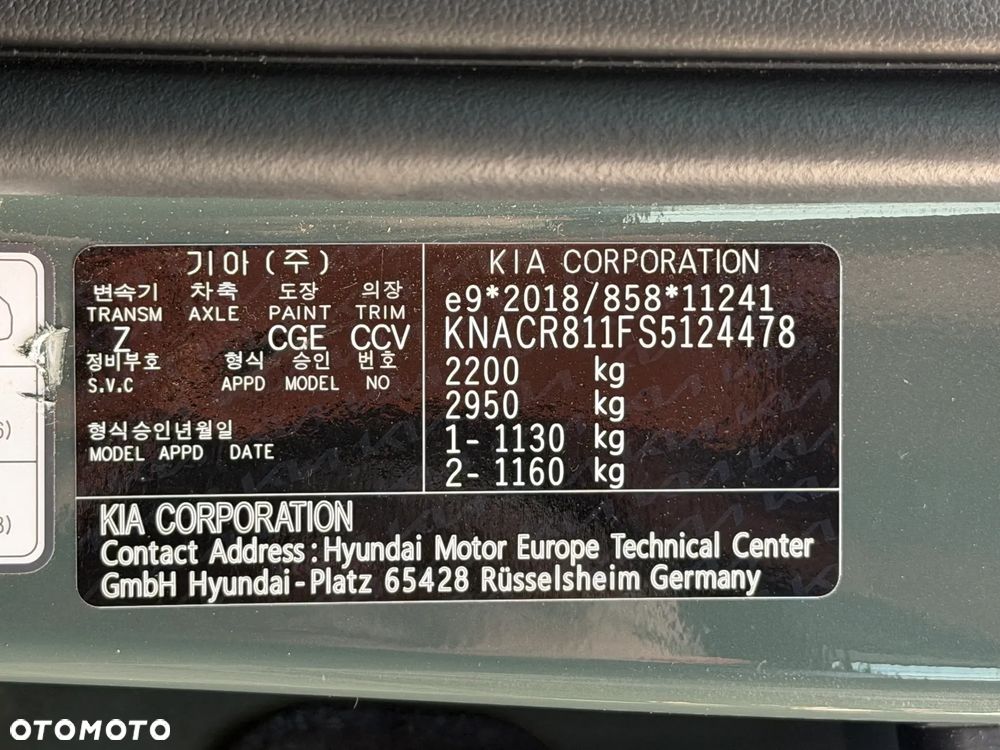 기아 (주)
변속기 차축 도장 의장
TRANSM AXLE PAINT TRIM
Z CGE CCV
정비부호 형식 승인 번호
S.V.C APPD MODEL NO
형식승인년월일
MODEL APPD DATE
KIA CORPORATION
e9*2018/858*11241
KNACR811FS5124478
2200 kg
2950 kg
1- 1130 kg
2- 1160 kg
KIA CORPORATION
Contact Address : Hyundai Motor Europe Technical Center
GmbH Hyundai-Platz 65428 Rüsselsheim Germany
OTOMOTO